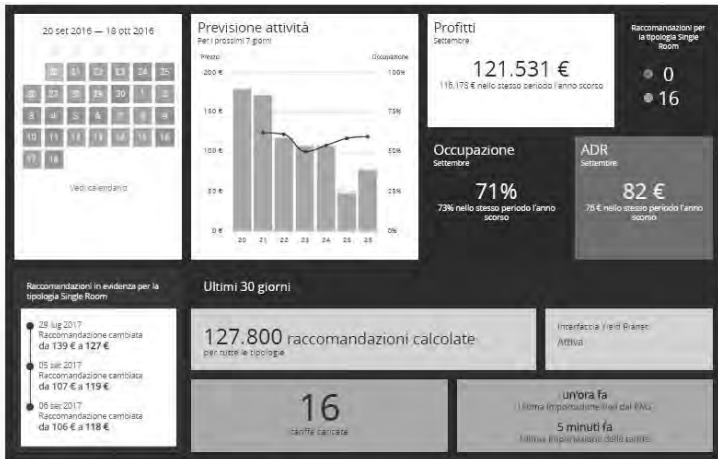 20 set 2016 — 18 ott 2016
20 21 22 23 24 25
26 27 28 29 30 1 2
3 4 5 6 7 8 9
10 11 12 13 14 15 16
17 18
Vedi calendario
Previsione attività
Per i prossimi 7 giorni
Prezzo Occupazione
200 € 100%
150 € 75%
100 € 50%
50 € 25%
0 € 0%
20 21 22 23 24 25 26
Profitti
Settembre
121.531 €
116.178 € nello stesso periodo l'anno scorso
Raccomandazioni per
la tipologia Single
Room
0
16
Occupazione
Settembre
71%
73% nello stesso periodo l'anno
scorso
ADR
Settembre
82 €
76 € nello stesso periodo l'anno
scorso
Raccomandazioni in evidenza per la
tipologia Single Room
29 lug 2017
Raccomandazione cambiata
da 139 € a 127 €
05 set 2017
Raccomandazione cambiata
da 107 € a 119 €
06 set 2017
Raccomandazione cambiata
da 106 € a 118 €
Ultimi 30 giorni
127.800 raccomandazioni calcolate
per tutte le tipologie
Interfaccia Yield Planet
Attiva
16
tariffe caricate
un'ora fa
Ultima importazione dati dal PMS
5 minuti fa
Ultima importazione delle tariffe